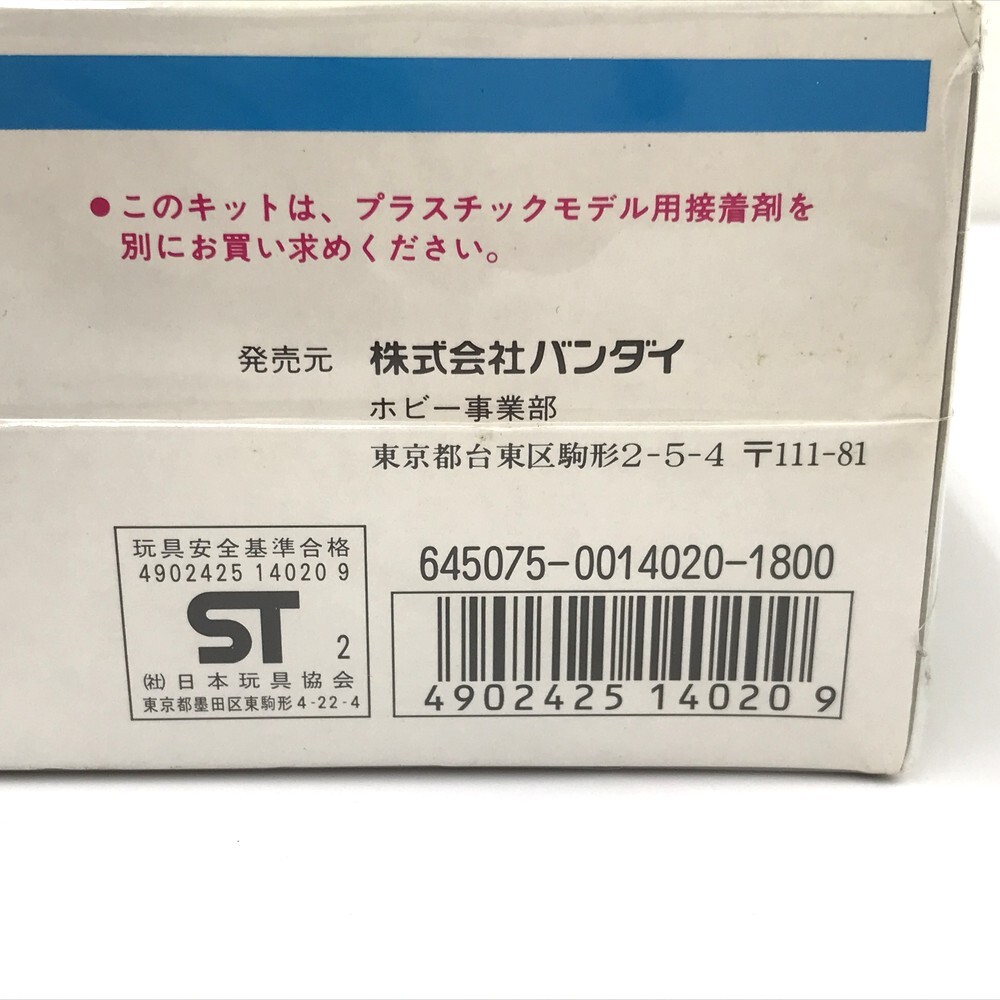 ●このキットは、プラスチックモデル用接着剤を
別にお買い求めください。
発売元 株式会社バンダイ
ホビー事業部
東京都台東区駒形2-5-4 〒111-81
玩具安全基準合格
4902425 14020 9
ST 2
(社)日本玩具協会
東京都墨田区東駒形4-22-4
645075-0014020-1800
4902425 14020 9